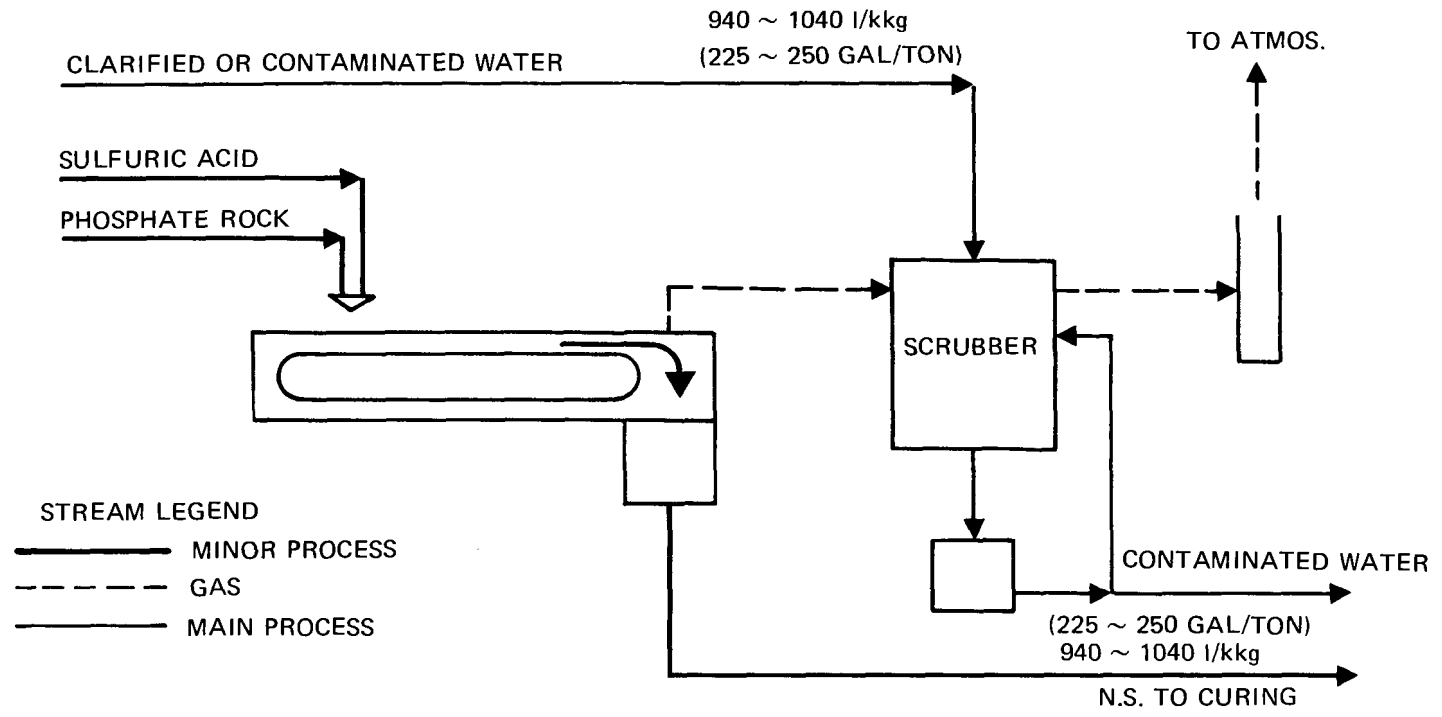 940 ~ 1040 l/kkg
(225 ~ 250 GAL/TON)
TO ATMOS.
CLARIFIED OR CONTAMINATED WATER
SULFURIC ACID
PHOSPHATE ROCK
SCRUBBER
STREAM LEGEND
MINOR PROCESS
GAS
MAIN PROCESS
CONTAMINATED WATER
(225 ~ 250 GAL/TON)
940 ~ 1040 l/kkg
N.S. TO CURING